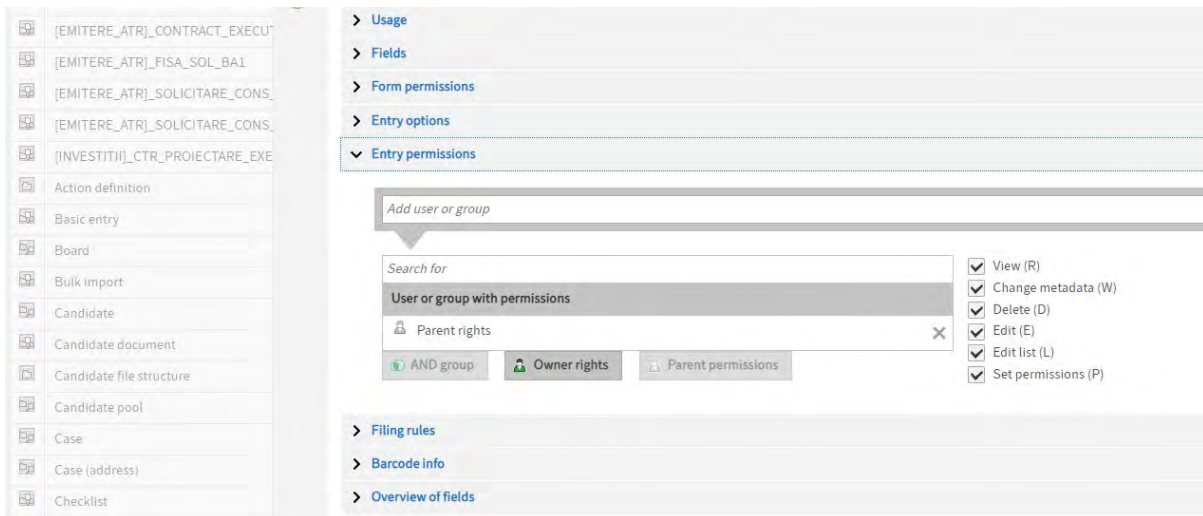 [EMITERE_ATR]_CONTRACT_EXECUT
[EMITERE_ATR]_FISA_SOL_BA1
[EMITERE_ATR]_SOLICITARE_CONS_
[EMITERE_ATR]_SOLICITARE_CONS_
[INVESTITII]_CTR_PROIECTARE_EXE
Action definition
Basic entry
Board
Bulk import
Candidate
Candidate document
Candidate file structure
Candidate pool
Case
Case (address)
Checklist
Usage
Fields
Form permissions
Entry options
Entry permissions
Add user or group
Search for
User or group with permissions
Parent rights
AND group
Owner rights
Parent permissions
View (R)
Change metadata (W)
Delete (D)
Edit (E)
Edit list (L)
Set permissions (P)
Filing rules
Barcode info
Overview of fields